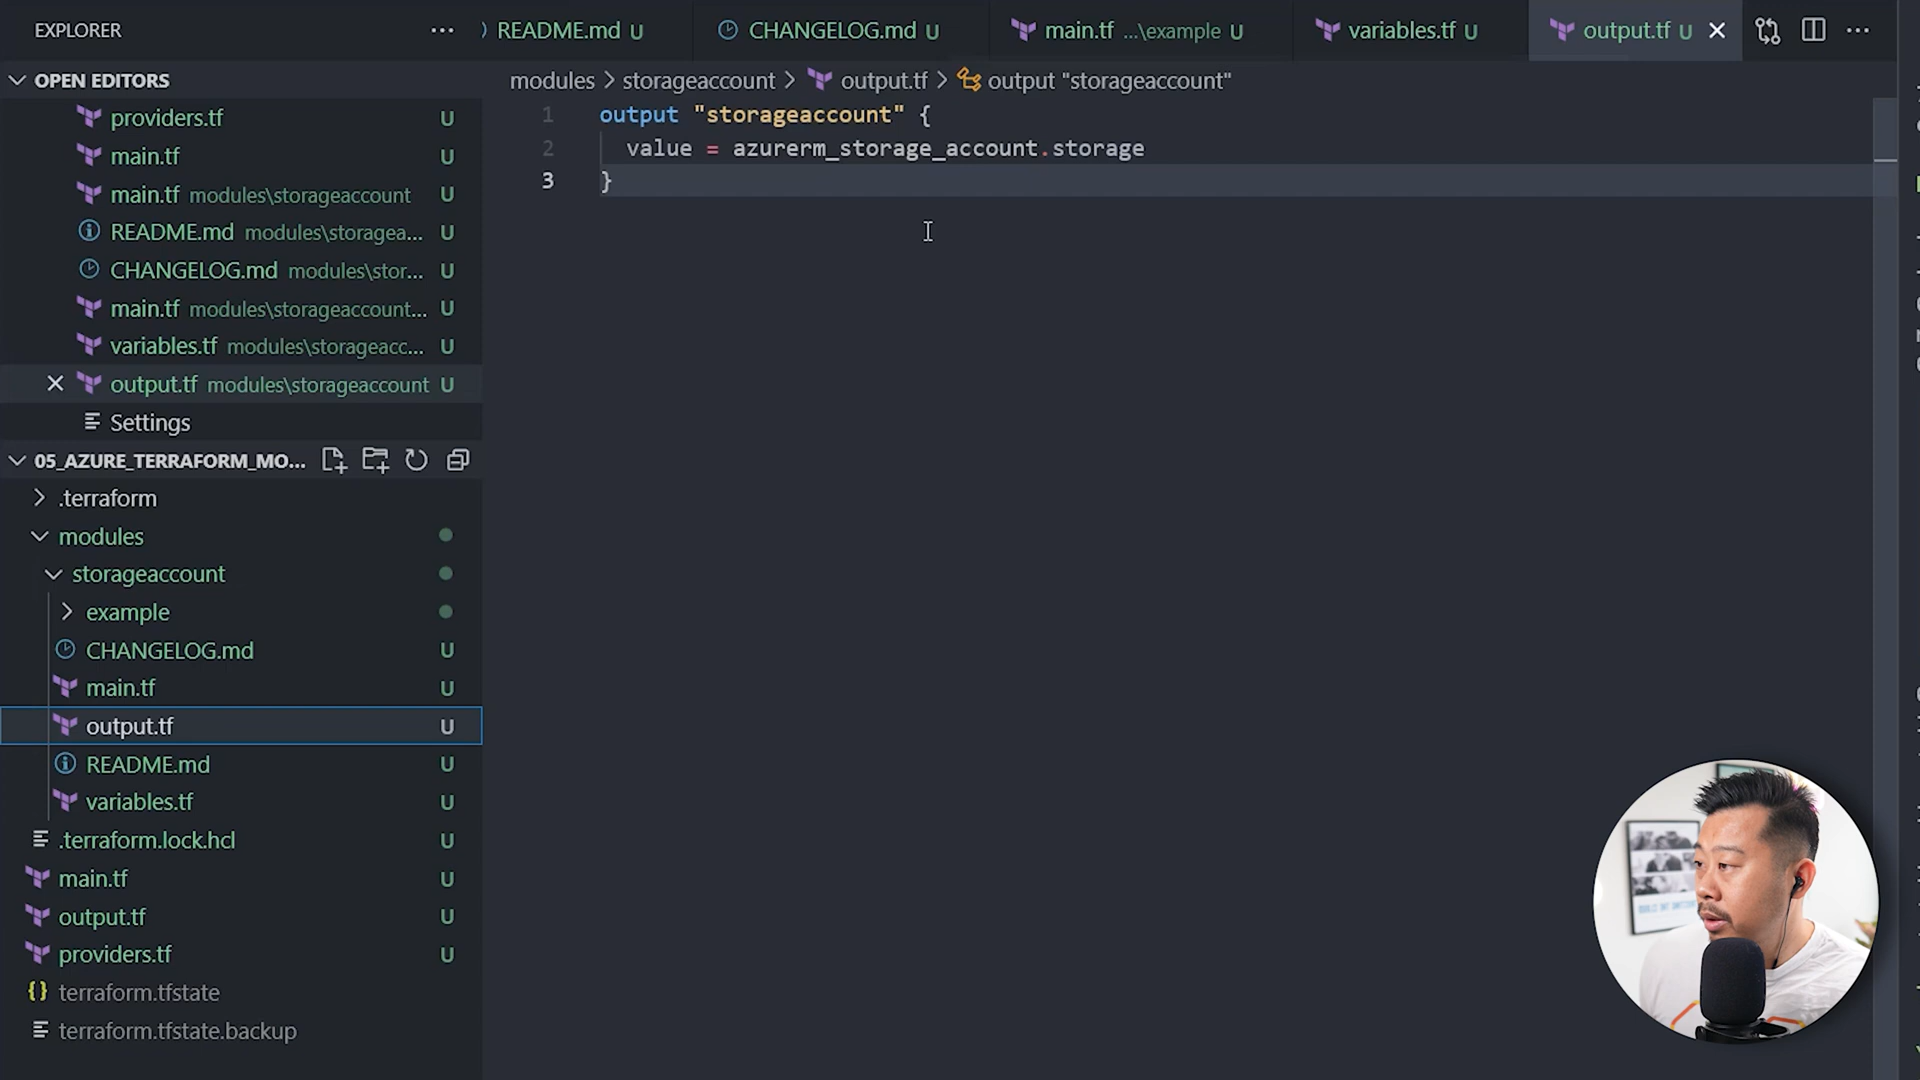 EXPLORER
README.md U
CHANGELOG.md U
main.tf ...\example U
variables.tf U
output.tf U
OPEN EDITORS
providers.tf U
main.tf U
main.tf modules\storageaccount U
README.md modules\storagea... U
CHANGELOG.md modules\stor... U
main.tf modules\storageaccount... U
variables.tf modules\storageacc... U
output.tf modules\storageaccount U
Settings
05_AZURE_TERRAFORM_MO...
.terraform
modules
storageaccount
example
CHANGELOG.md U
main.tf U
output.tf U
README.md U
variables.tf U
.terraform.lock.hcl U
main.tf U
output.tf U
providers.tf U
{} terraform.tfstate
terraform.tfstate.backup
modules > storageaccount > output.tf > output "storageaccount"
1 output "storageaccount" {
2 value = azurerm_storage_account.storage
3 }